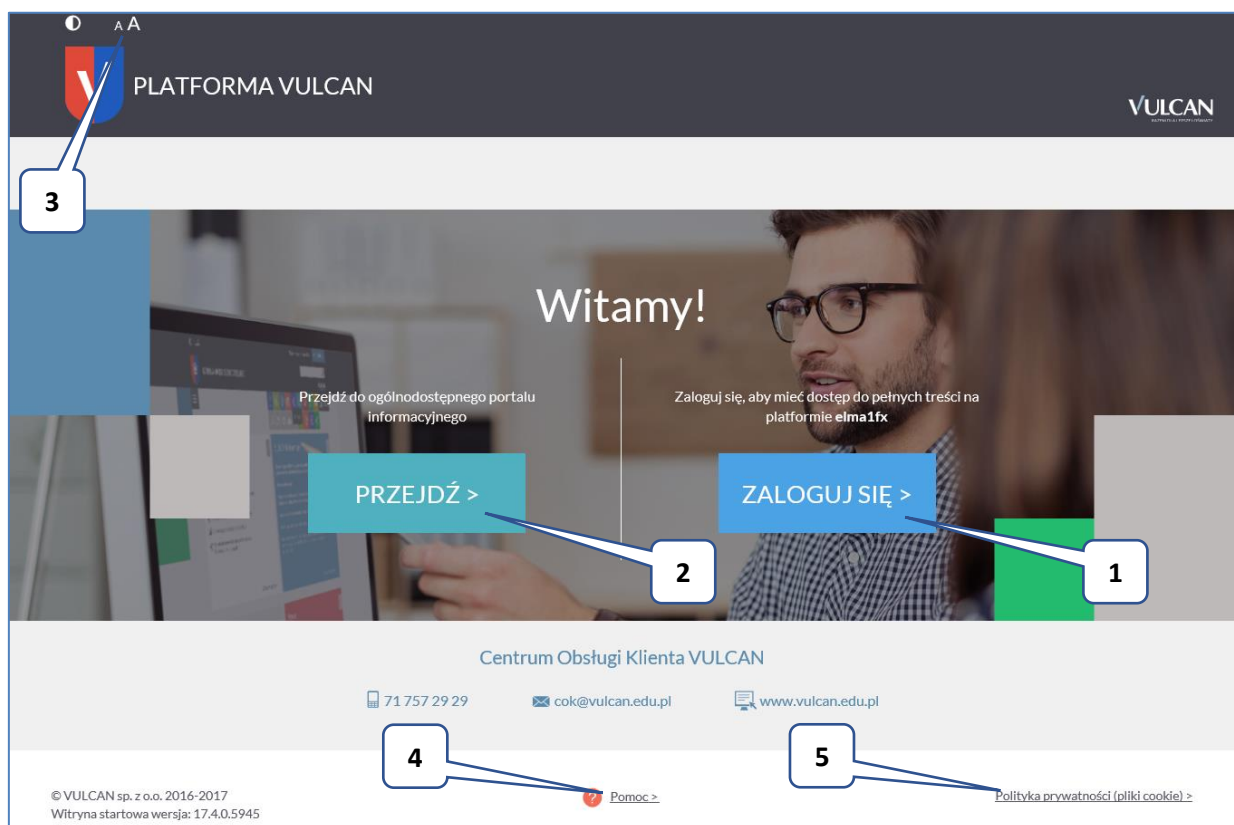 A A
PLATFORMA VULCAN
VULCAN
3
Witamy!
Przejdź do ogólnodostępnego portalu
informacyjnego
Zaloguj się, aby mieć dostęp do pełnych treści na
platformie elma1fx
PRZEJDŹ >
ZALOGUJ SIĘ >
2
1
Centrum Obsługi Klienta VULCAN
71 757 29 29
cok@vulcan.edu.pl
www.vulcan.edu.pl
4
5
© VULCAN sp. z o.o. 2016-2017
Witryna startowa wersja: 17.4.0.5945
? Pomoc >
Polityka prywatności (pliki cookie) >